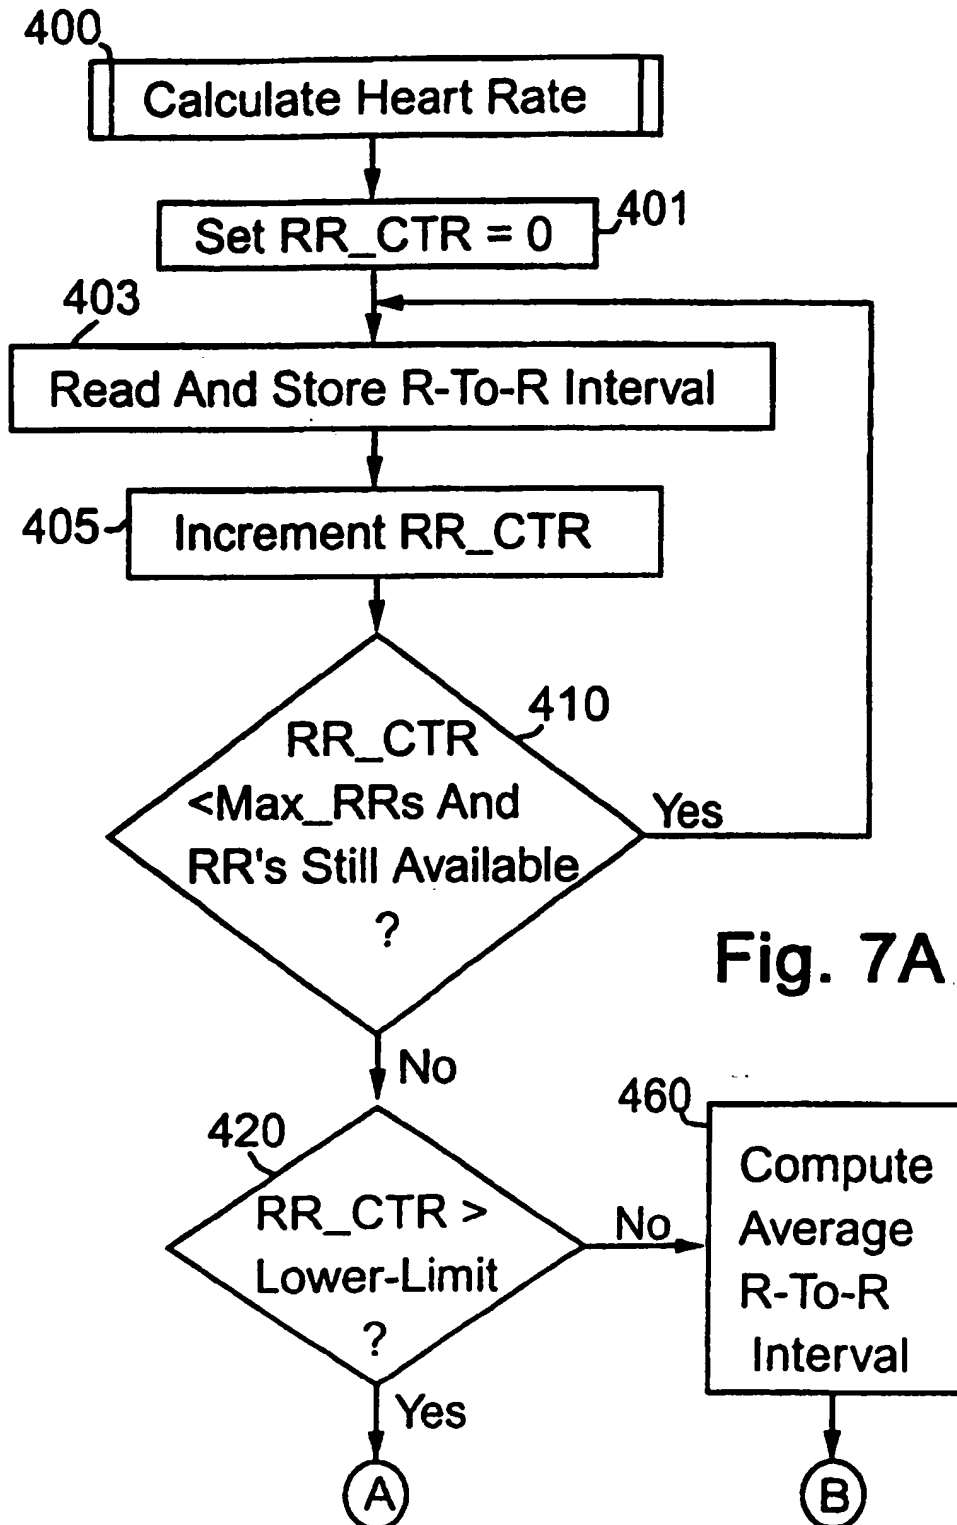 400
Calculate Heart Rate
Set RR_CTR = 0
401
403
Read And Store R-To-R Interval
405
Increment RR_CTR
410
RR_CTR
<Max_RRs And
RR's Still Available
?
Yes
Fig. 7A
No
420
RR_CTR >
Lower-Limit
?
No
460
Compute
Average
R-To-R
Interval
Yes
A
B